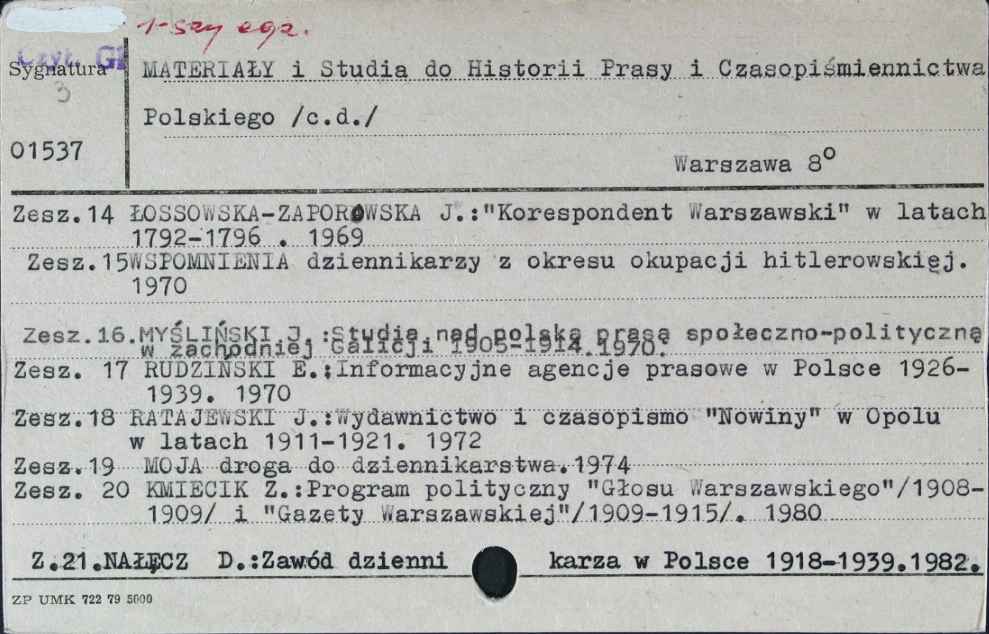 1-szy egz.
Czyt. Gł
Sygnatura MATERIAŁY i Studia do Historii Prasy i Czasopiśmiennictwa
3
Polskiego /c.d./
01537
Warszawa 8°
Zesz.14 ŁOSSOWSKA-ZAPOROWSKA J.:"Korespondent Warszawski" w latach
1792-1796 . 1969
Zesz.15WSPOMNIENIA dziennikarzy z okresu okupacji hitlerowskiej.
1970
Zesz.16.MYŚLIŃSKI J.:Studia nad polską prasą społeczno-polityczną
w zachodniej Galicji 1905-1914.1970.
Zesz. 17 RUDZIŃSKI E.:Informacyjne agencje prasowe w Polsce 1926-
1939. 1970
Zesz.18 RATAJEWSKI J.:Wydawnictwo i czasopismo "Nowiny" w Opolu
w latach 1911-1921. 1972
Zesz.19 MOJA droga do dziennikarstwa.1974
Zesz. 20 KMIECIK Z.:Program polityczny "Głosu Warszawskiego"/1908-
1909/ i "Gazety Warszawskiej"/1909-1915/. 1980
Z.21.NAŁĘCZ D.:Zawód dzienni karza w Polsce 1918-1939.1982.
ZP UMK 722 79 5000